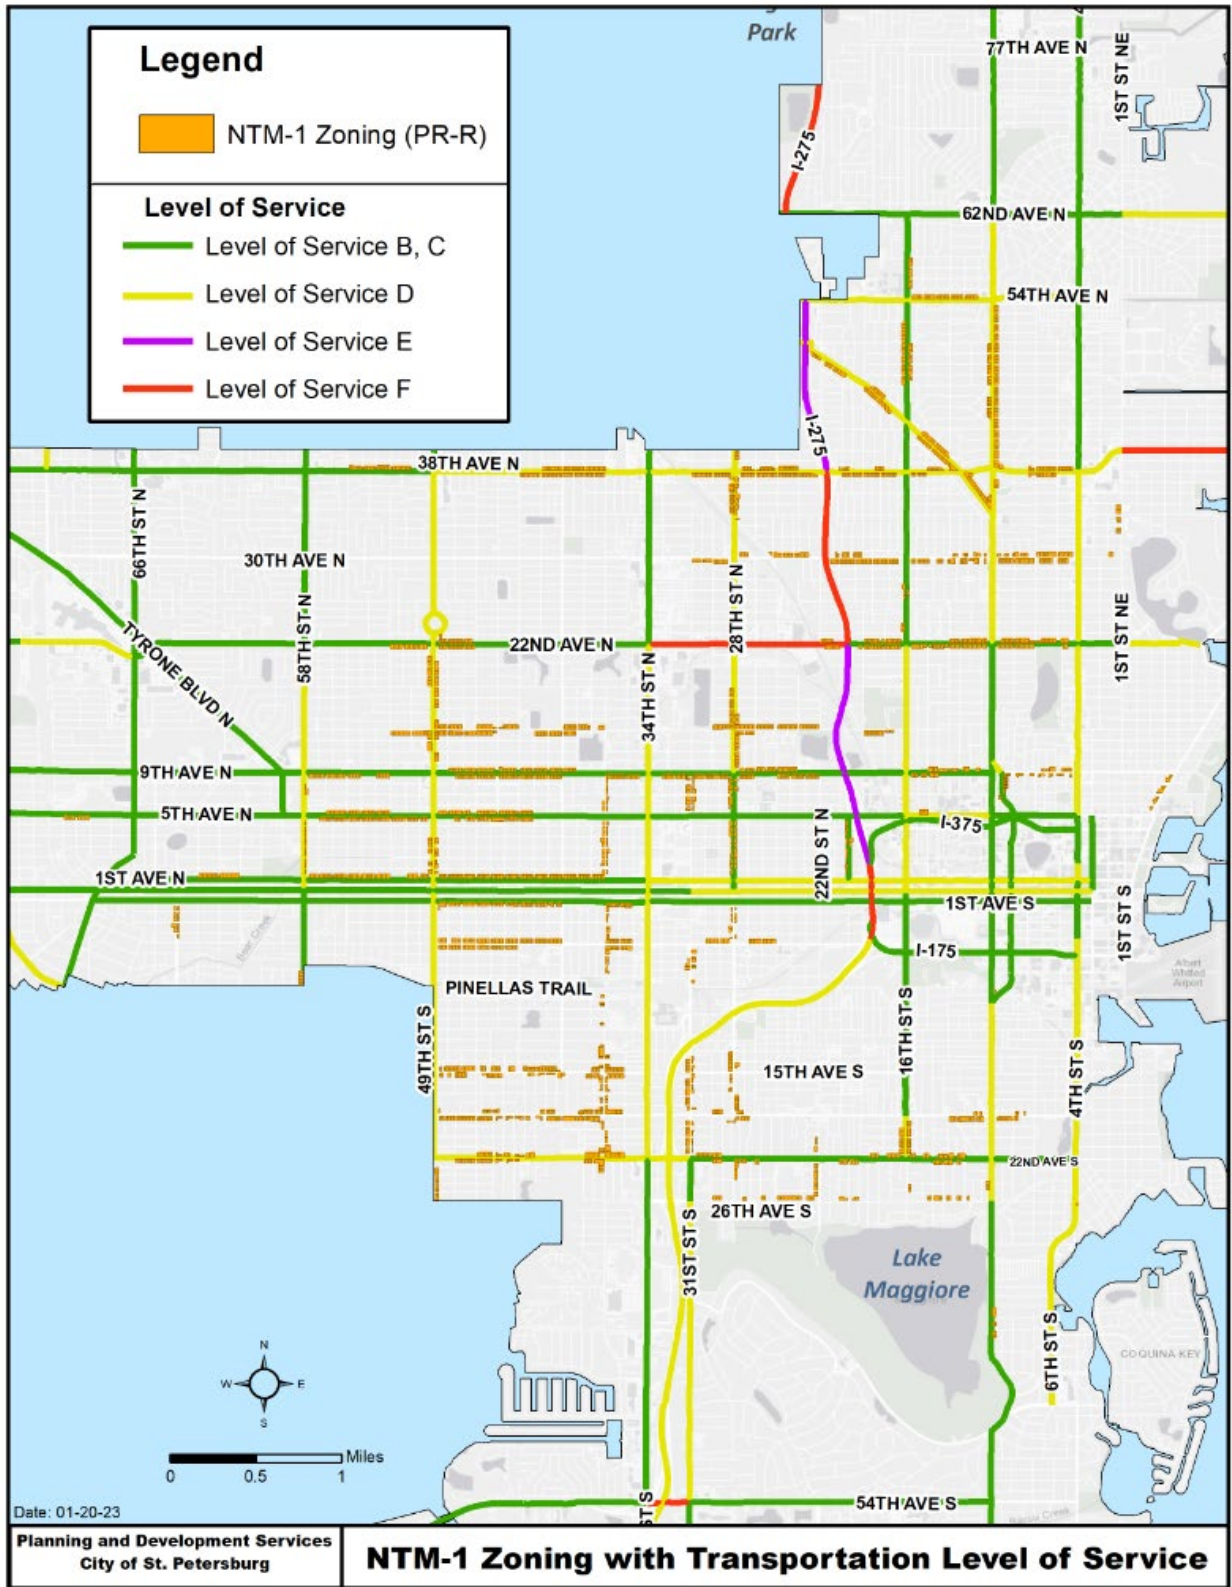 Park
77TH AVE N
1ST ST NE
Legend
NTM-1 Zoning (PR-R)
Level of Service
Level of Service B, C
Level of Service D
Level of Service E
Level of Service F
I-275
62ND AVE N
54TH AVE N
I-275
38TH AVE N
66TH ST N
30TH AVE N
58TH ST N
28TH ST N
TYRONE BLVD N
22ND AVE N
34TH ST N
1ST ST NE
9TH AVE N
5TH AVE N
22ND ST N
I-375
1ST AVE N
1ST AVE S
1ST ST S
Bear Creek
I-175
Albert
Whitted
Airport
PINELLAS TRAIL
49TH ST S
16TH ST S
15TH AVE S
4TH ST S
22ND AVE S
26TH AVE S
31ST ST S
Lake
Maggiore
6TH ST S
COQUINA KEY
N
W
E
S
Miles
0
0.5
1
ST S
54TH AVE S
Date: 01-20-23
Planning and Development Services
City of St. Petersburg
NTM-1 Zoning with Transportation Level of Service